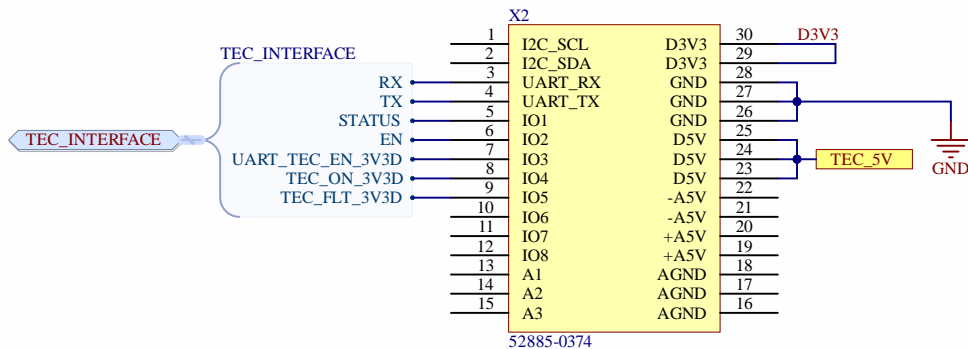 X2
TEC_INTERFACE
TEC_INTERFACE
RX
TX
STATUS
EN
UART_TEC_EN_3V3D
TEC_ON_3V3D
TEC_FLT_3V3D
1 I2C_SCL D3V3 30 D3V3
2 I2C_SDA D3V3 29
3 UART_RX GND 28
4 UART_TX GND 27
5 IO1 GND 26
6 IO2 D5V 25
7 IO3 D5V 24 TEC_5V
8 IO4 D5V 23
9 IO5 -A5V 22
10 IO6 -A5V 21
11 IO7 +A5V 20
12 IO8 +A5V 19
13 A1 AGND 18
14 A2 AGND 17
15 A3 AGND 16
GND
52885-0374